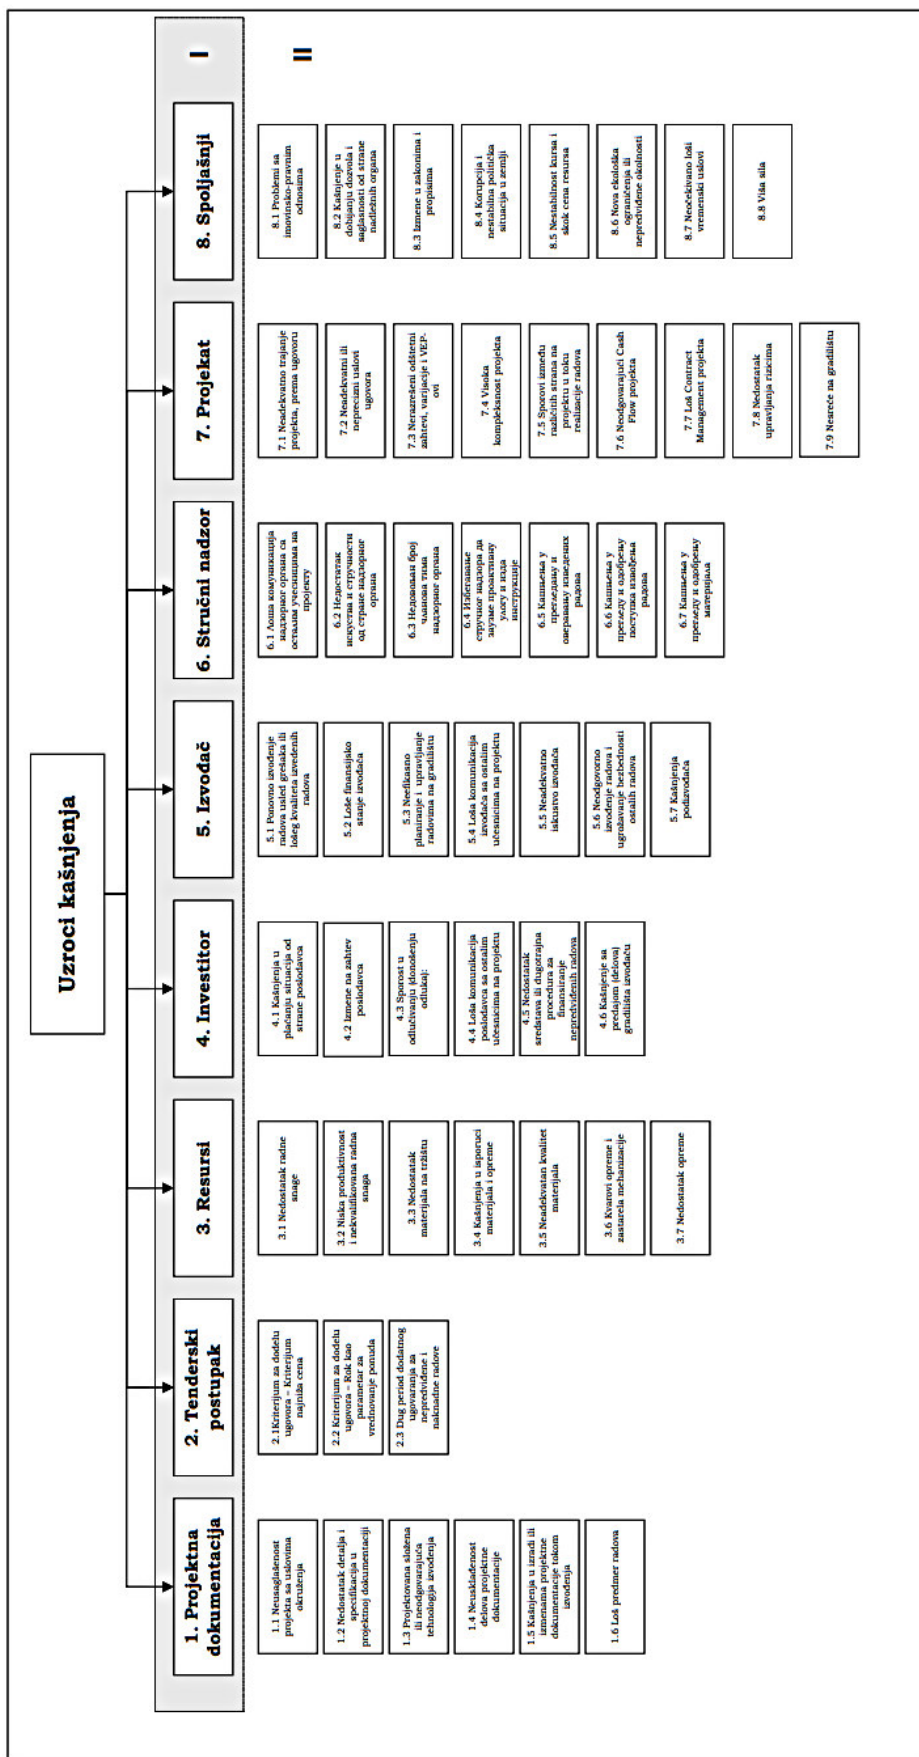 Uzroci kašnjenja
I
1. Projektna
dokumentacija
2. Tenderski
postupak
3. Resursi
4. Investitor
5. Izvođač
6. Stručni nadzor
7. Projekat
8. Spoljašnji
II
1.1 Neusaglašenost
projekta sa uslovima
okruženja
1.2 Nedostatak detalja i
specifikacija u
projektnoj dokumentaciji
1.3 Projektovana složena
ili neodgovarajuća
tehnologija izvođenja
1.4 Neusklađenost
delova projektne
dokumentacije
1.5 Kašnjenja u izradi ili
izmenama projektne
dokumentacije tokom
izvođenja
1.6 Loš predmer radova
2.1Kriterijum za dodelu
ugovora – Kriterijum
najniža cena
2.2 Kriterijum za dodelu
ugovora – Rok kao
parametar za
vrednovanje ponuda
2.3 Dug period dodatnog
ugovaranja za
nepredviđene i
naknadne radove
3.1 Nedostatak radne
snage
3.2 Niska produktivnost
i nekvalifikovana radna
snaga
3.3 Nedostatak
materijala na tržištu
3.4 Kašnjenja u isporuci
materijala i opreme
3.5 Neadekvatan kvalitet
materijala
3.6 Kvarovi opreme i
zastarela mehanizacije
3.7 Nedostatak opreme
4.1 Kašnjenja u
plaćanju situacija od
strane poslodavca
4.2 Izmene na zahtev
poslodavca
4.3 Sporost u
odlučivanju (donošenju
odluka):
4.4 Loša komunikacija
poslodavca sa ostalim
učesnicima na projektu
4.5 Nedostatak
sredstava ili dugotrajna
procedura za
finansiranje
nepredviđenih radova
4.6 Kašnjenje sa
predajom (delova)
gradilišta izvođaču
5.1 Ponovno izvođenje
radova usled grešaka ili
lošeg kvaliteta izvedenih
radova
5.2 Loše finansijsko
stanje izvođača
5.3 Neefikasno
planiranje i upravljanje
radovima na gradilištu
5.4 Loša komunikacija
izvođača sa ostalim
učesnicima na projektu
5.5 Neadekvatno
iskustvo izvođača
5.6 Neodgovorno
izvođenje radova i
ugrožavanje bezbednosti
ostalih radova
5.7 Kašnjenja
podizvođača
6.1 Лоша комуникација
надзорног органа са
осталим учесницима на
пројекту
6.2 Недостатак
искуства и стручности
од стране надзорног
органа
6.3 Недовољан број
чланова тима
надзорног органа
6.4 Избегавање
стручног надзора да
заузме проактивну
улогу и изда
инструкције
6.5 Кашњења у
прегледању и
оверавању изведених
радова
6.6 Кашњења у
прегледу и одобрењу
поступка извођења
радова
6.7 Кашњења у
прегледу и одобрењу
материјала
7.1 Neadekvatno trajanje
projekta, prema ugovoru
7.2 Neadekvatni ili
neprecizni uslovi
ugovora
7.3 Nerazrešeni odštetni
zahtevi, varijacije i VEP-
ovi
7.4 Visoka
kompleksnost projekta
7.5 Sporovi između
različitih strana na
projektu u toku
realizacije radova
7.6 Neodgovarajući Cash
Flow projekta
7.7 Loš Contract
Management projekta
7.8 Nedostatak
upravljanja rizicima
7.9 Nesreće na gradilištu
8.1 Problemi sa
imovinsko-pravnim
odnosima
8.2 Kašnjenje u
dobijanju dozvola i
saglasnosti od strane
nadležnih organa
8.3 Izmene u zakonima i
propisima
8.4 Korupcija i
nestabilna politička
situacija u zemlji
8.5 Nestabilnost kursa i
skok cena resursa
8.6 Nova ekološka
ograničenja ili
nepredviđene okolnosti
8.7 Neočekivano loši
vremenski uslovi
8.8 Viša sila